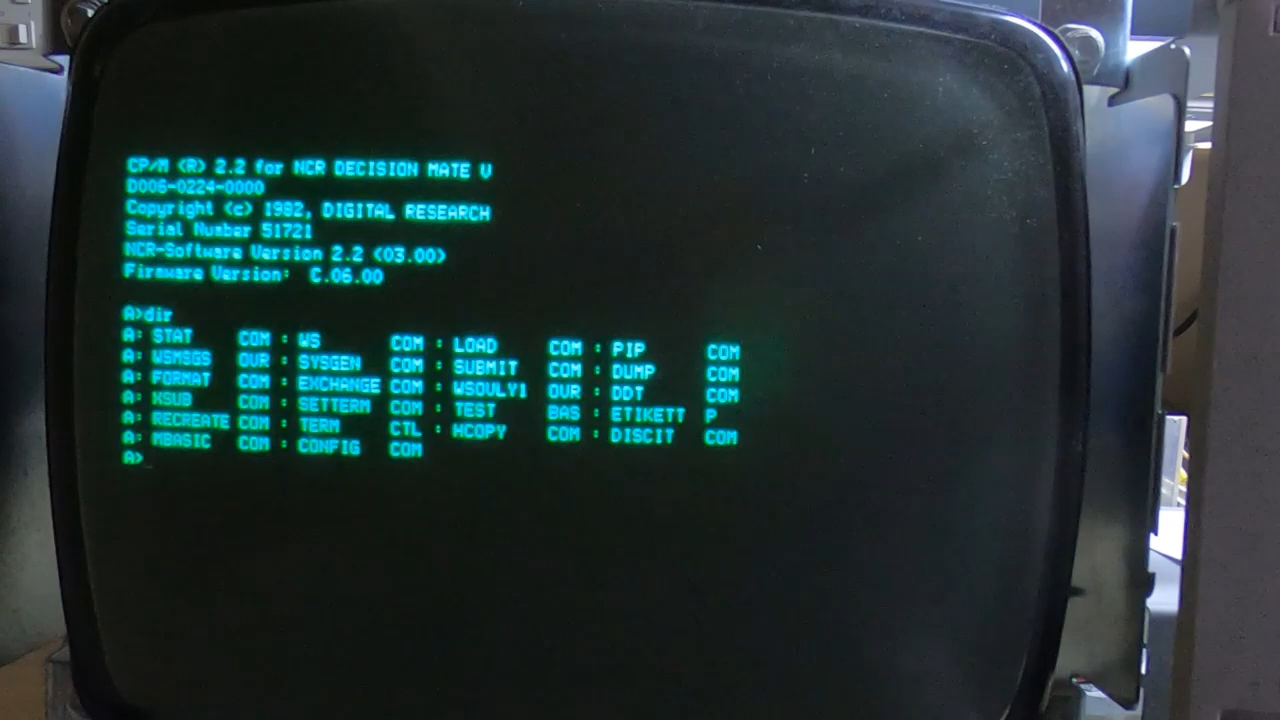 CP/M (R) 2.2 for NCR DECISION MATE V
D006-0224-0000
Copyright (c) 1982, DIGITAL RESEARCH
Serial Number 51721
NCR-Software Version 2.2 (03.00)
Firmware Version: C.06.00
A>dir
A: STAT COM : WS COM : LOAD COM : PIP COM
A: WSMSGS OVR : SYSGEN COM : SUBMIT COM : DUMP COM
A: FORMAT COM : EXCHANGE COM : WSOVLY1 OVR : DDT COM
A: XSUB COM : SETTERM COM : TEST BAS : ETIKETT P
A: RECREATE COM : TERM CTL : HCOPY COM : DISCIT COM
A: MBASIC COM : CONFIG COM
A>_